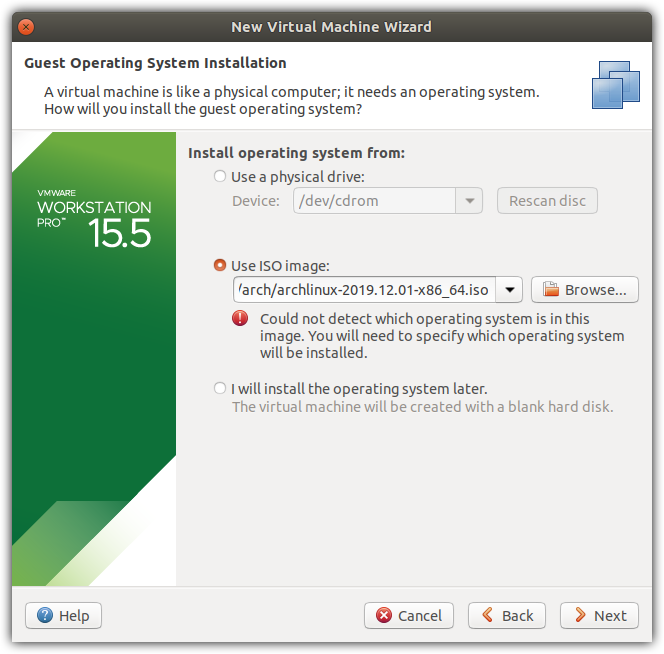 New Virtual Machine Wizard
Guest Operating System Installation
A virtual machine is like a physical computer; it needs an operating system.
How will you install the guest operating system?
VMWARE
WORKSTATION
PRO™
15.5
Install operating system from:
Use a physical drive:
Device: /dev/cdrom Rescan disc
Use ISO image:
/arch/archlinux-2019.12.01-x86_64.iso Browse...
Could not detect which operating system is in this
image. You will need to specify which operating system
will be installed.
I will install the operating system later.
The virtual machine will be created with a blank hard disk.
Help Cancel Back Next